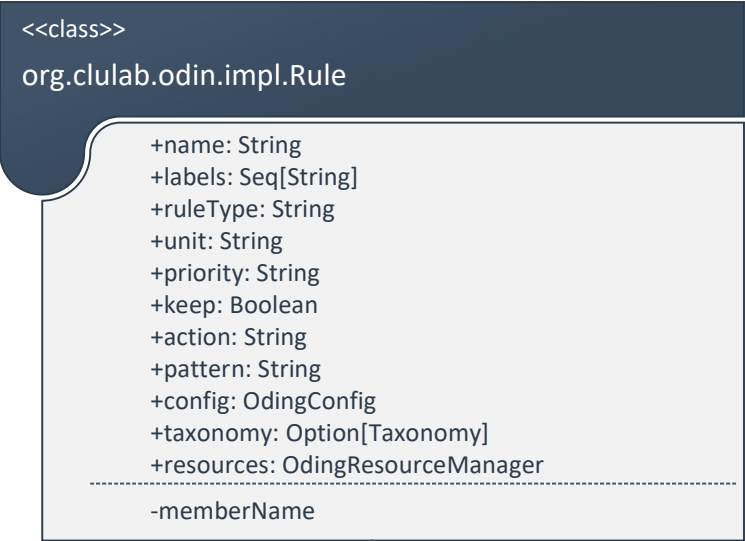 <<class>>
org.clulab.odin.impl.Rule
+name: String
+labels: Seq[String]
+ruleType: String
+unit: String
+priority: String
+keep: Boolean
+action: String
+pattern: String
+config: OdingConfig
+taxonomy: Option[Taxonomy]
+resources: OdingResourceManager
-memberName